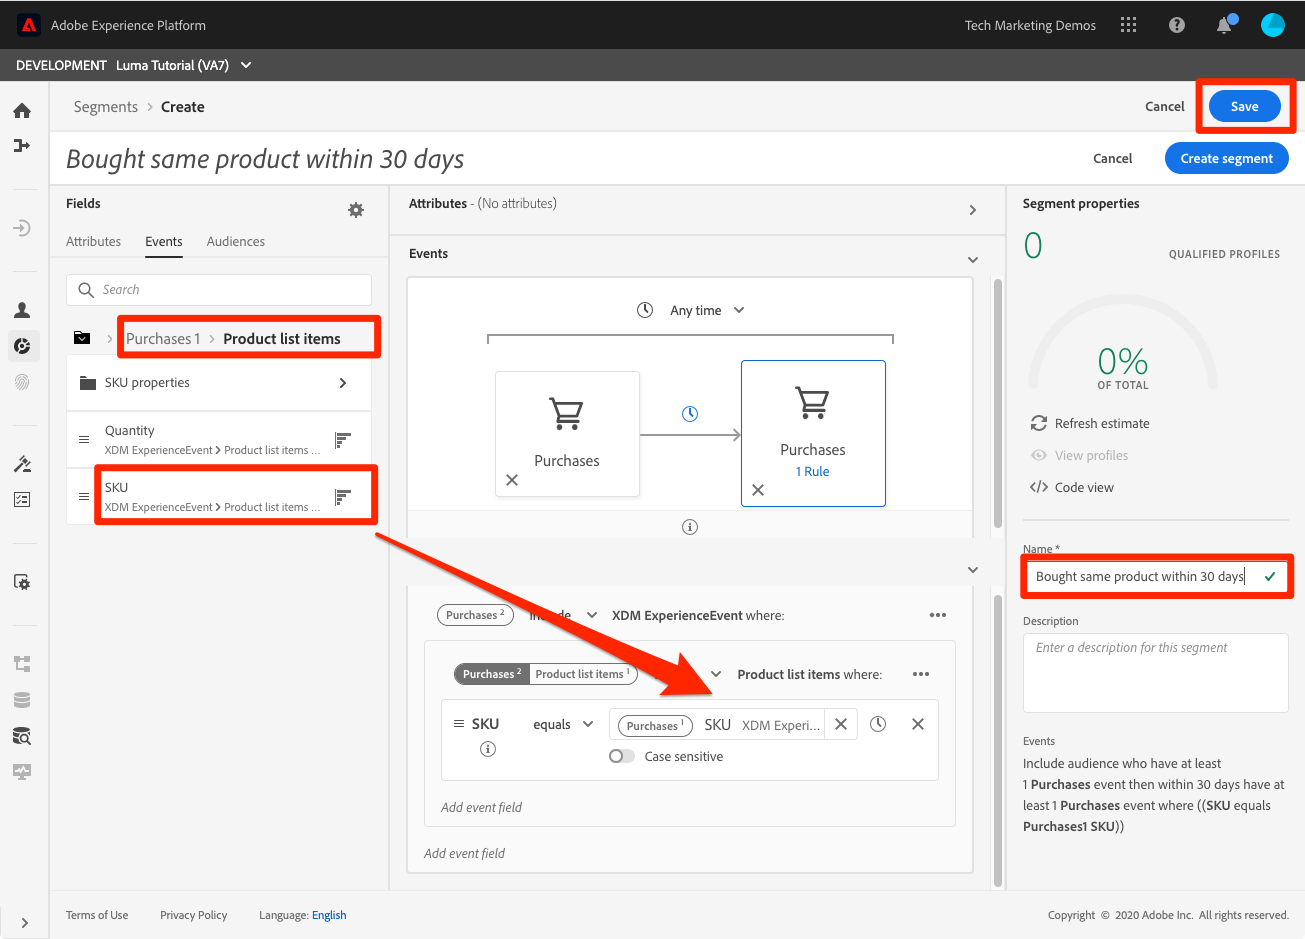 Adobe Experience Platform
Tech Marketing Demos
DEVELOPMENT Luma Tutorial (VA7)
Segments > Create
Cancel
Save
Bought same product within 30 days
Cancel
Create segment
Fields
Attributes
Events
Audiences
Search
Purchases 1 > Product list items
SKU properties
Quantity
XDM ExperienceEvent > Product list items ...
SKU
XDM ExperienceEvent > Product list items ...
Attributes - (No attributes)
Events
Any time
Purchases
Purchases
1 Rule
Purchases 2
Include
XDM ExperienceEvent where:
Purchases 2
Product list items 1
Product list items where:
SKU
equals
Purchases 1
SKU
XDM Experi...
Case sensitive
Add event field
Add event field
Segment properties
0
QUALIFIED PROFILES
0%
OF TOTAL
Refresh estimate
View profiles
</> Code view
Name *
Bought same product within 30 days
Description
Enter a description for this segment
Events
Include audience who have at least
1 Purchases event then within 30 days have at
least 1 Purchases event where ((SKU equals
Purchases1 SKU))
Terms of Use
Privacy Policy
Language: English
Copyright © 2020 Adobe Inc. All rights reserved.